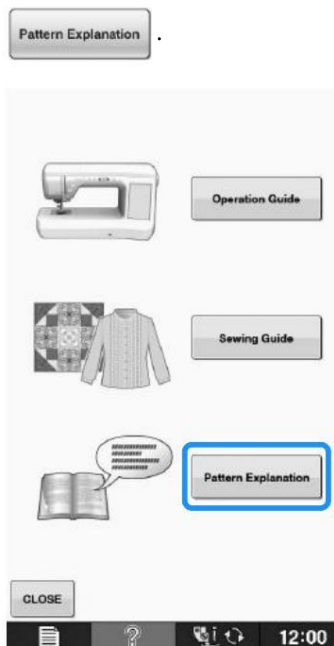 Pattern Explanation .
Operation Guide
Sewing Guide
Pattern Explanation
CLOSE
12:00